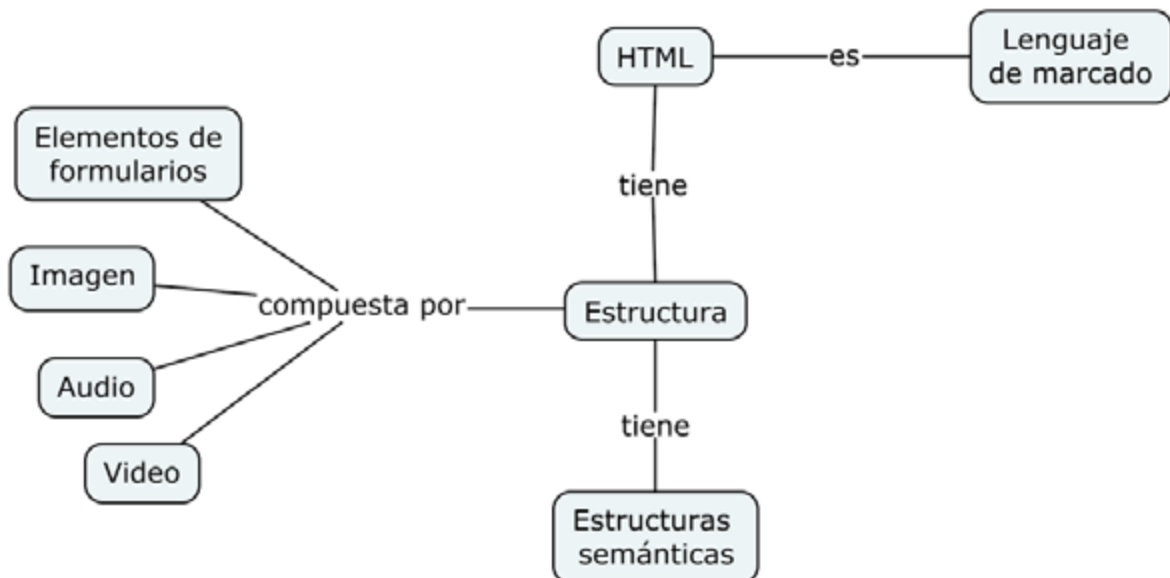 HTML
es
Lenguaje
de marcado
Elementos de
formularios
tiene
Imagen
compuesta por
Estructura
Audio
tiene
Video
Estructuras
semánticas